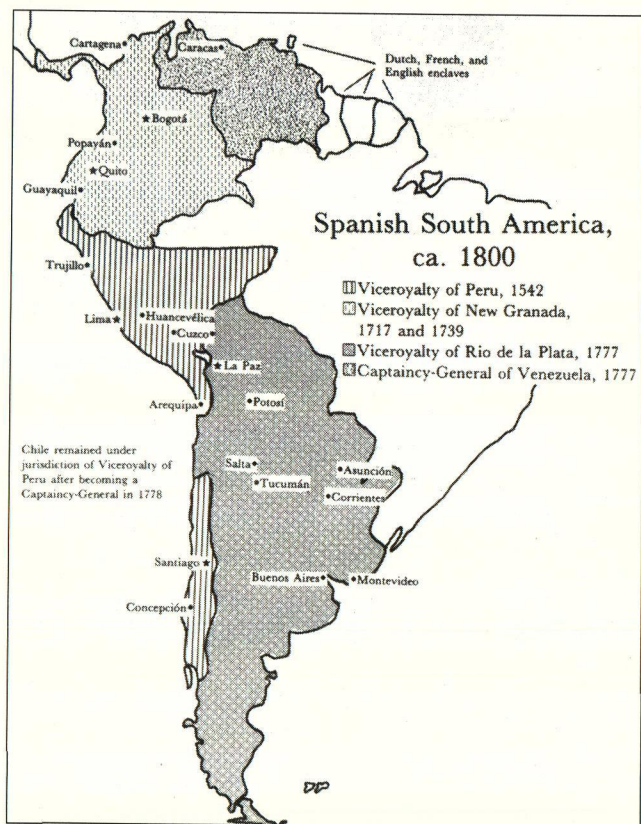 Cartagena
Caracas
Dutch, French, and
English enclaves
Bogotá
Popayán
Quito
Guayaquil
Spanish South America,
ca. 1800
Viceroyalty of Peru, 1542
Viceroyalty of New Granada,
1717 and 1739
Viceroyalty of Rio de la Plata, 1777
Captaincy-General of Venezuela, 1777
Trujillo
Huancevélica
Lima
Cuzco
La Paz
Arequipa
Potosí
Chile remained under
jurisdiction of Viceroyalty of
Peru after becoming a
Captaincy-General in 1778
Salta
Asunción
Tucumán
Corrientes
Santiago
Buenos Aires
Montevideo
Concepción